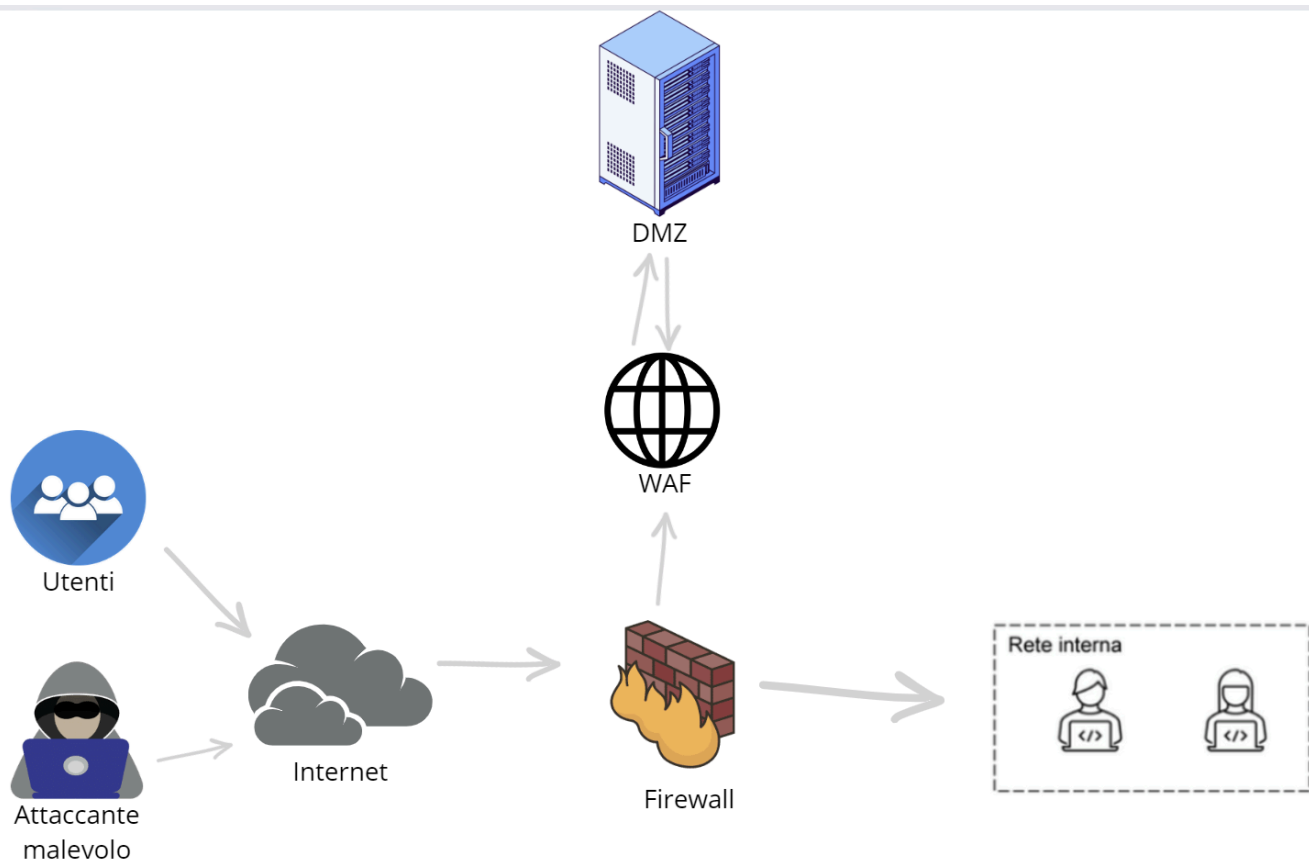 DMZ
WAF
Utenti
Internet
Attaccante
malevolo
Firewall
Rete interna
</>
</>